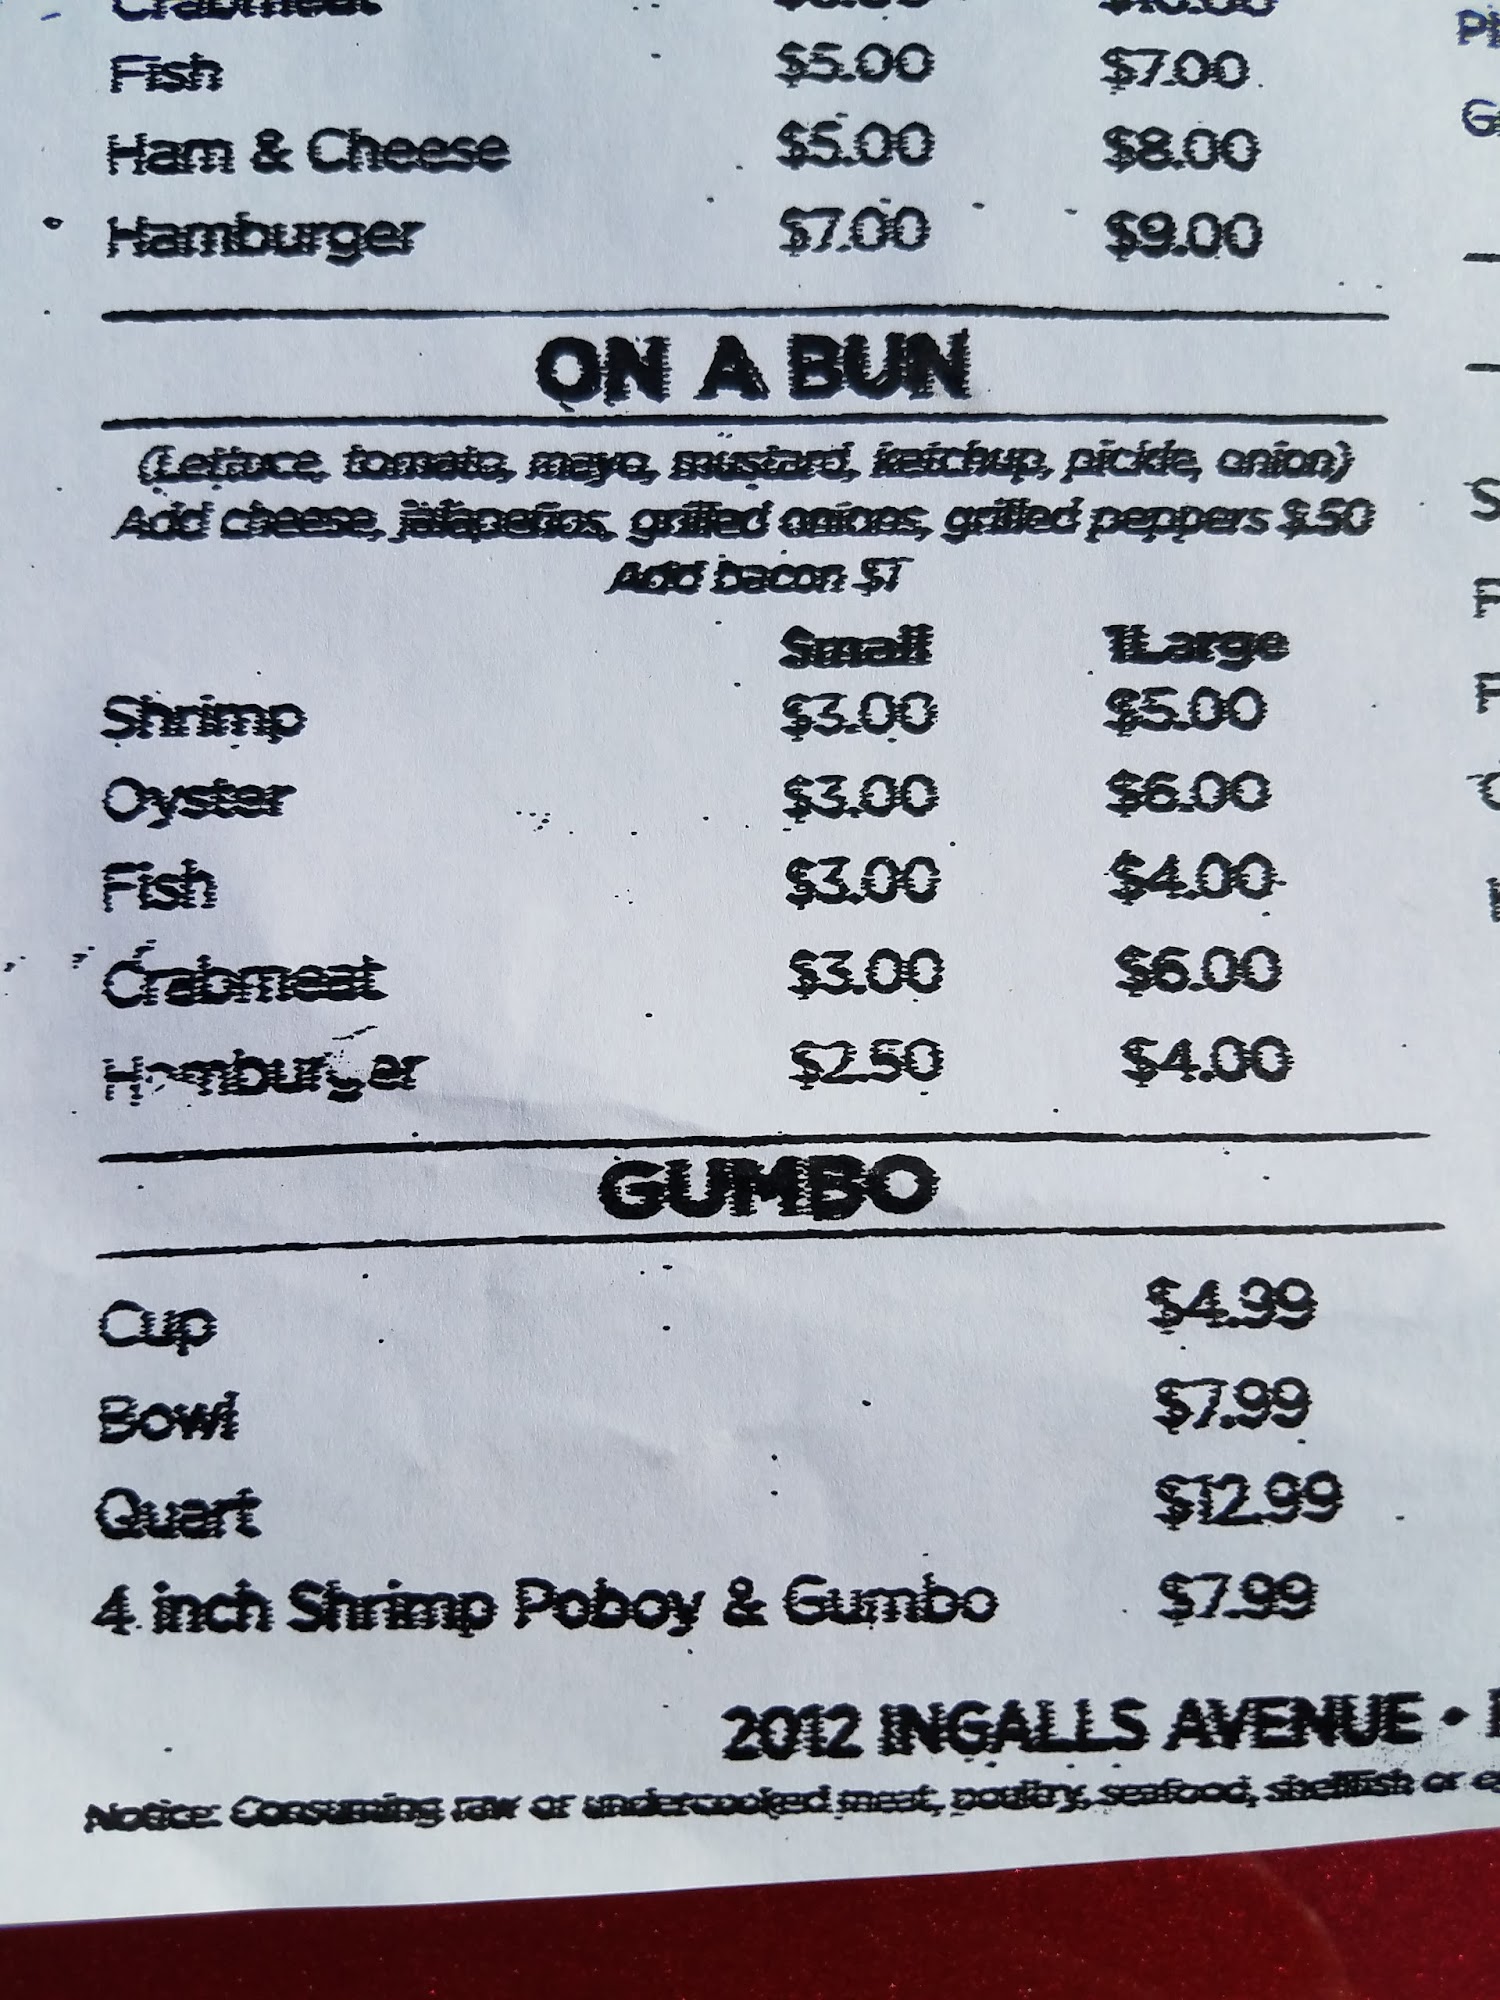 Crabmeat $10.00
Fish $5.00 $7.00
Ham & Cheese $5.00 $8.00
Hamburger $7.00 $9.00
ON A BUN
(Lettuce, tomato, mayo, mustard, ketchup, pickle, onion)
Add cheese, jalapeños, grilled onions, grilled peppers $.50
Add bacon $1
Small Large
Shrimp $3.00 $5.00
Oyster $3.00 $6.00
Fish $3.00 $4.00
Crabmeat $3.00 $6.00
Hamburger $2.50 $4.00
GUMBO
Cup $4.99
Bowl $7.99
Quart $12.99
4 inch Shrimp Poboy & Gumbo $7.99
2012 INGALLS AVENUE •
Notice: Consuming raw or undercooked meat, poultry, seafood, shellfish or